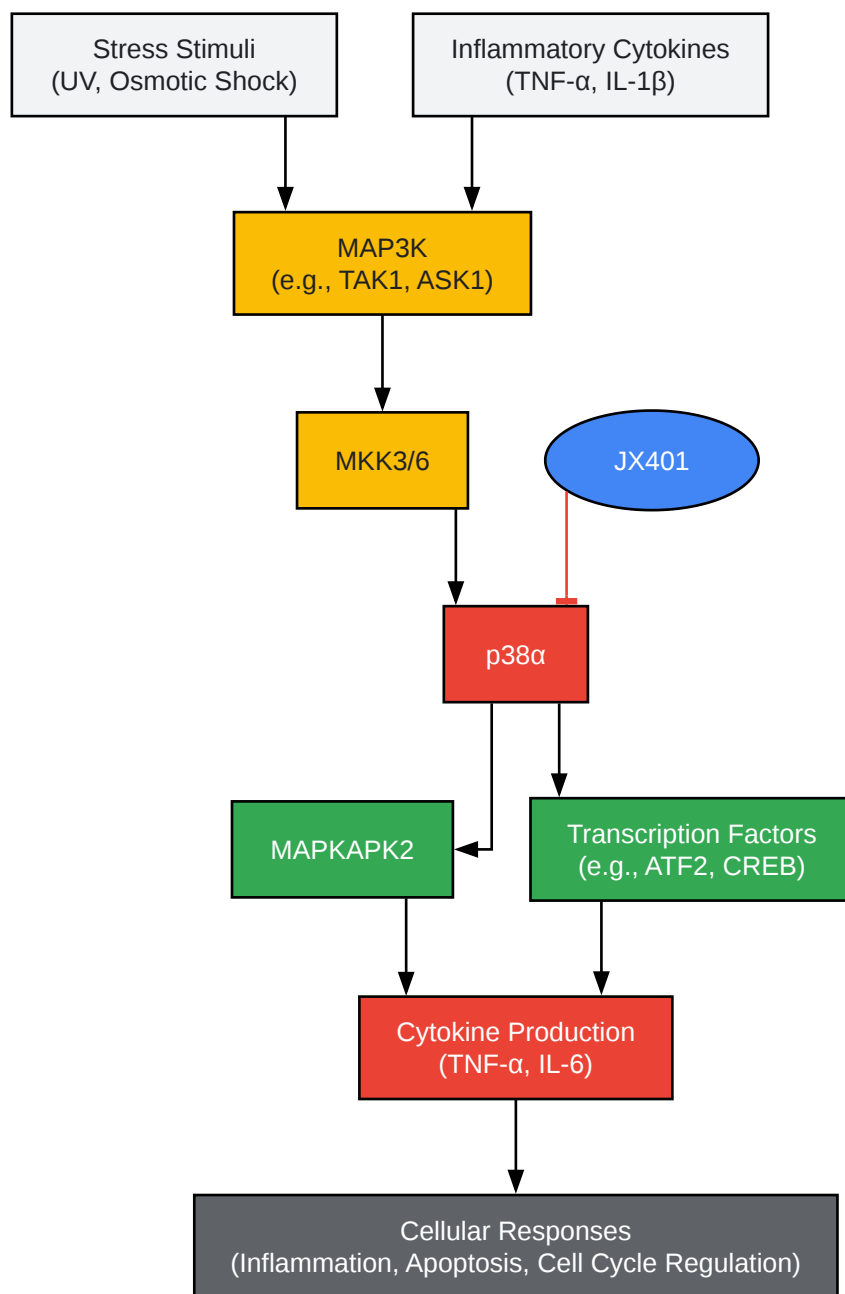 Stress Stimuli
(UV, Osmotic Shock)
Inflammatory Cytokines
(TNF-α, IL-1β)
MAP3K
(e.g., TAK1, ASK1)
MKK3/6
JX401
p38α
MAPKAPK2
Transcription Factors
(e.g., ATF2, CREB)
Cytokine Production
(TNF-α, IL-6)
Cellular Responses
(Inflammation, Apoptosis, Cell Cycle Regulation)